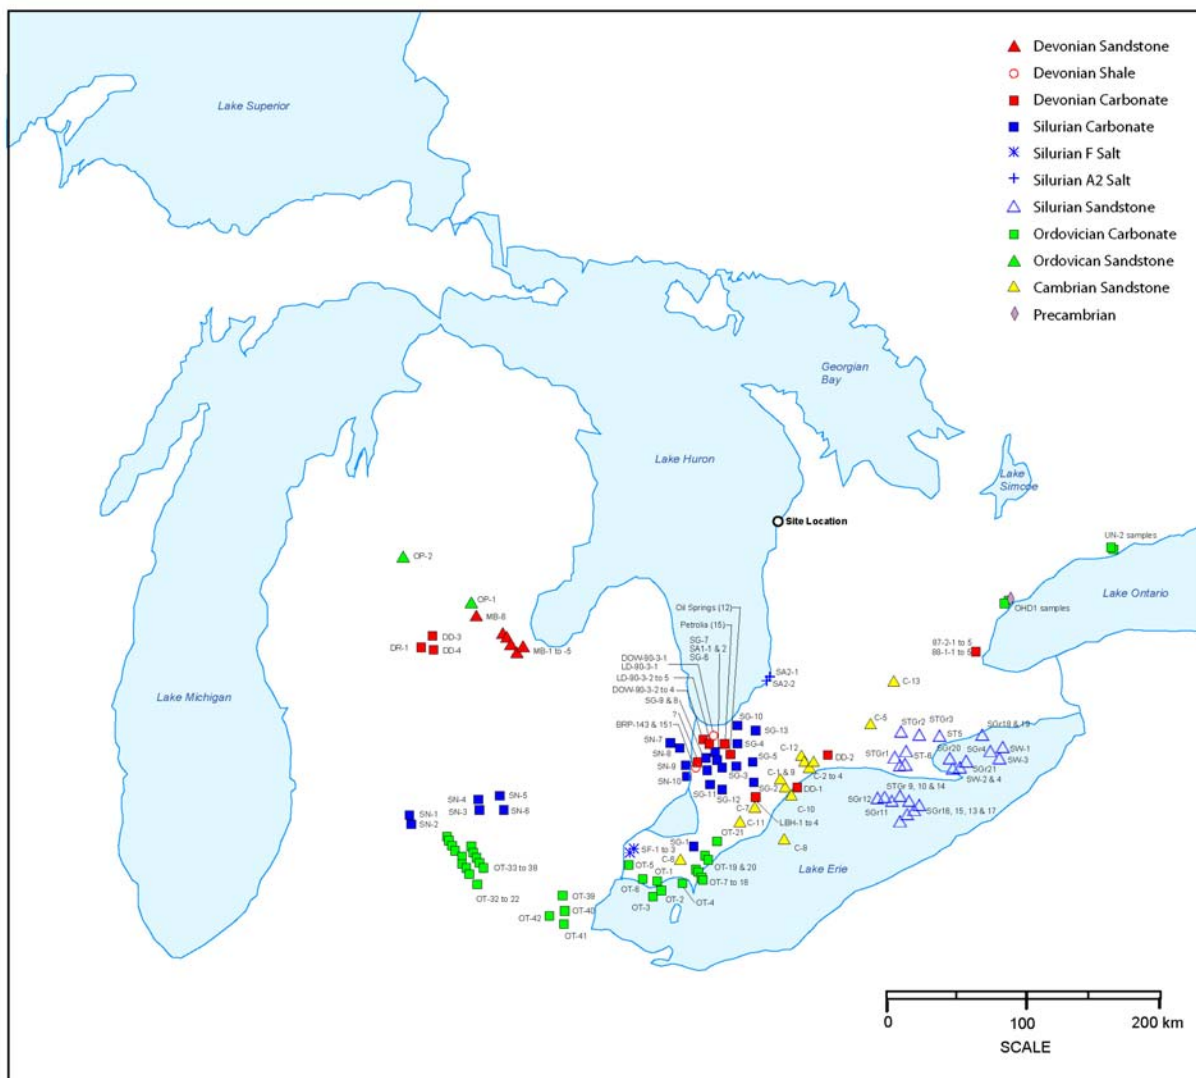 Devonian Sandstone
Devonian Shale
Devonian Carbonate
Silurian Carbonate
Silurian F Salt
Silurian A2 Salt
Silurian Sandstone
Ordovician Carbonate
Ordovican Sandstone
Cambrian Sandstone
Precambrian
Lake Superior
Georgian
Bay
Lake Huron
Lake
Simcoe
Site Location
UN-2 samples
OP-2
OP-1
MB-6
Lake Ontario
OHD1 samples
Oil Springs (12)
Petrolia (15)
DD-3
DR-1
DD-4
MB-1 to -5
SG-7
SA1-1 & 2
SG-6
87-2-1 to 5
88-1-1 to 5
DOW-90-3-1
LD-90-3-1
LD-90-3-2 to 5
DOW-90-3-2 to 4
SA2-1
SA2-2
C-13
Lake Michigan
SG-9 & 8
?
BRP-143 & 151
SG-10
SG-13
C-5
STGr2
STGr3
ST5
SGr18 & 19
SN-7
SN-8
SN-9
SN-10
SG-4
SG-5
SG-3
C-12
DD-2
STGr1
ST-6
SGr20
SGr4
SGr21
SW-1
SW-3
SW-2 & 4
C-1 & 9
C-2 to 4
SG-2
DD-1
SG-11
SG-12
C-7
C-10
STGr 9, 10 & 14
SGr12
SGr11
SGr16, 15, 13 & 17
SN-4
SN-5
SN-3
SN-6
SN-1
SN-2
LBH-1 to 4
C-11
OT-21
C-8
SG-1
SF-1 to 3
C-6
OT-5
OT-1
OT-19 & 20
Lake Erie
OT-33 to 38
OT-32 to 22
OT-6
OT-7 to 18
OT-3
OT-2
OT-4
OT-39
OT-40
OT-42
OT-41
0
100
200 km
SCALE